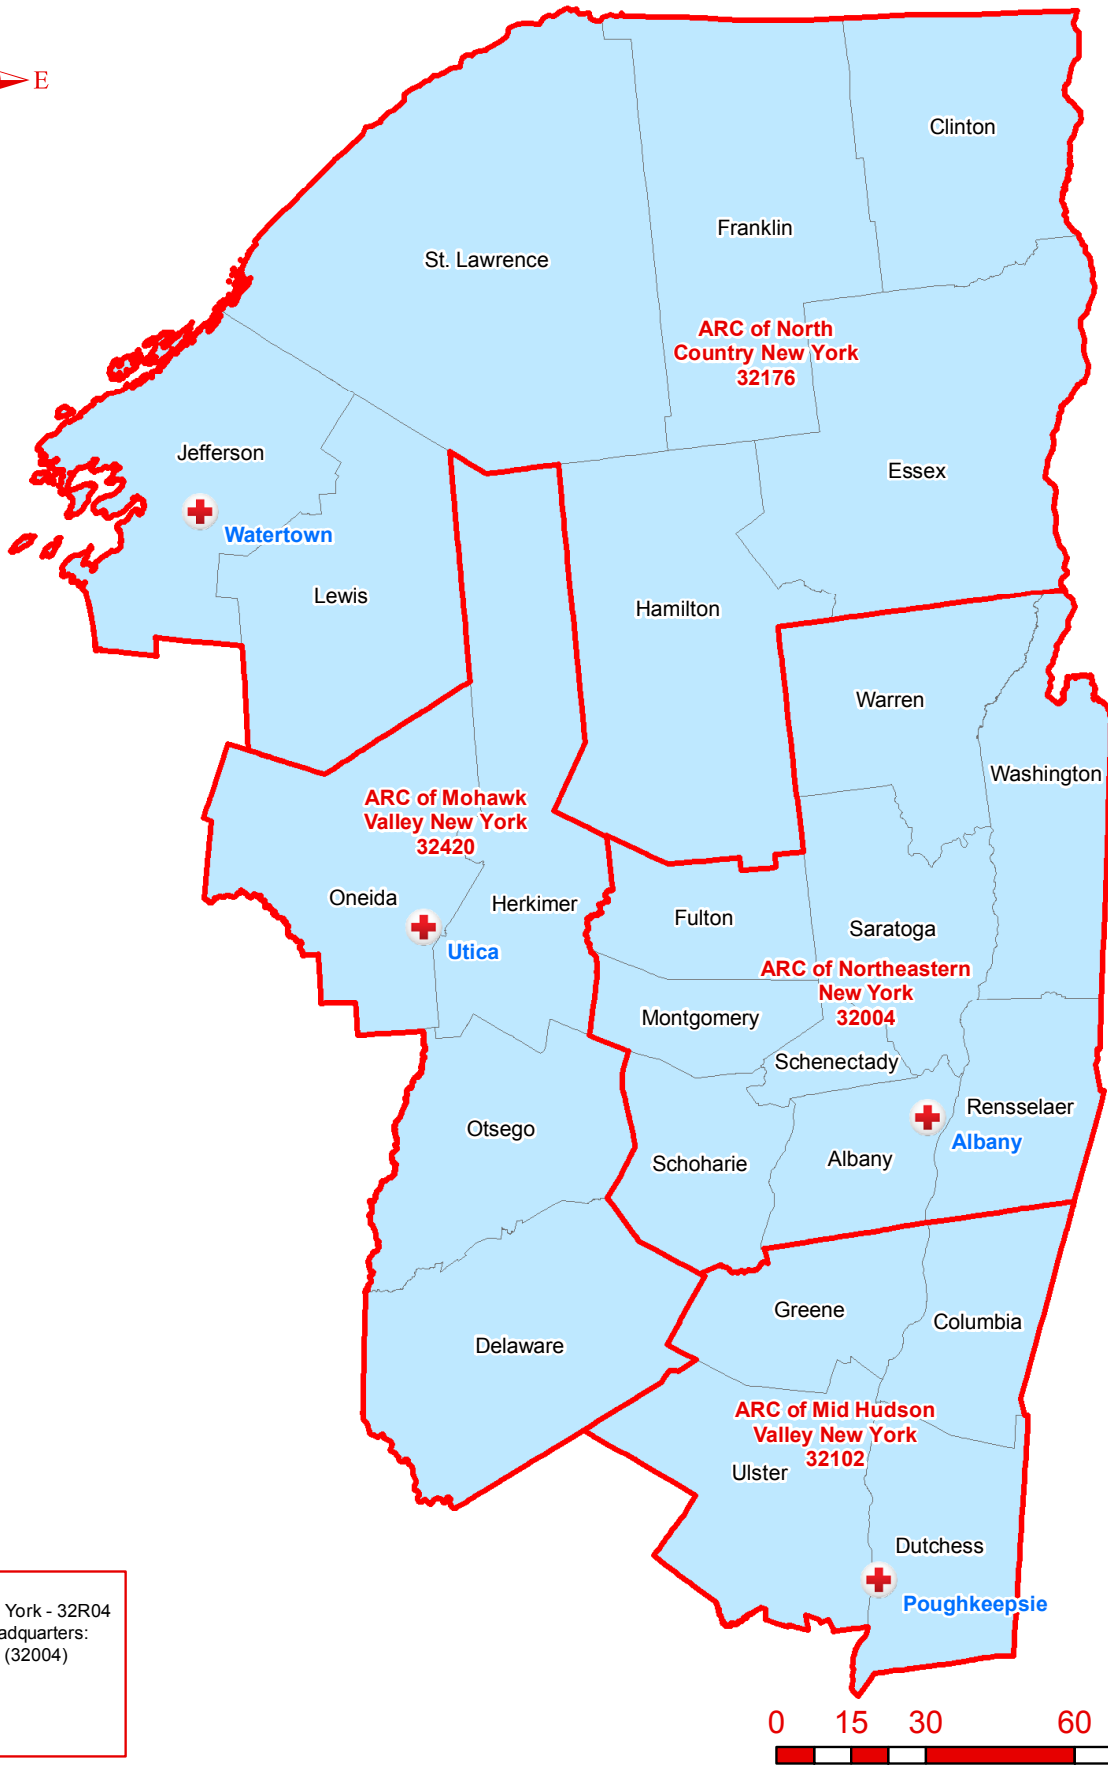 E
Clinton
Franklin
St. Lawrence
ARC of North
Country New York
32176
Jefferson
Essex
Watertown
Lewis
Hamilton
Warren
Washington
ARC of Mohawk
Valley New York
32420
Oneida
Herkimer
Fulton
Saratoga
Utica
ARC of Northeastern
New York
32004
Montgomery
Schenectady
Rensselaer
Otsego
Albany
Schoharie
Albany
Greene
Columbia
Delaware
ARC of Mid Hudson
Valley New York
32102
Ulster
Dutchess
Poughkeepsie
York - 32R04
adquarters:
(32004)
0 15 30 60